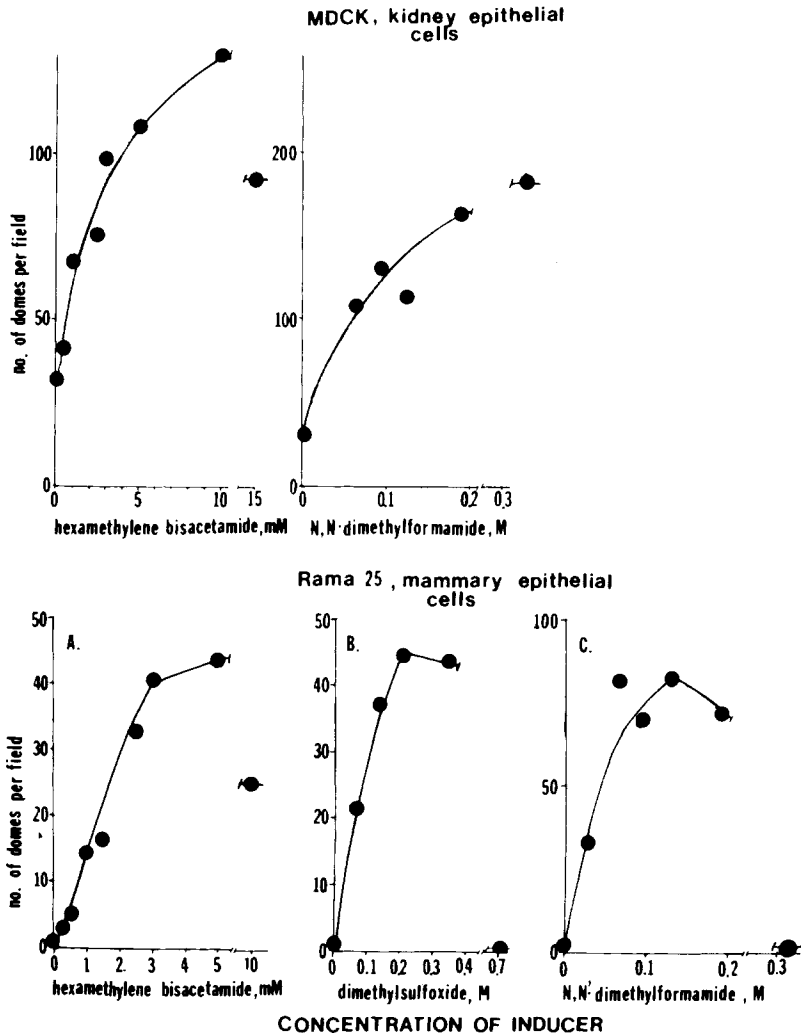 MDCK, kidney epithelial
cells
no. of domes per field
100
50
0
0 5 10 15
hexamethylene bisacetamide, mM
200
100
0
0 0.1 0.2 0.3
N,N-dimethylformamide, M
Rama 25, mammary epithelial
cells
no. of domes per field
A.
50
40
30
20
10
0
0 1 2. 3 5 10
hexamethylene bisacetamide, mM
B.
50
40
30
20
10
0
0 0.1 0.2 0.3 0.4 0.7
dimethylsulfoxide, M
C.
100
50
0
0 0.1 0.2 0.3
N,N-dimethylformamide, M
CONCENTRATION OF INDUCER